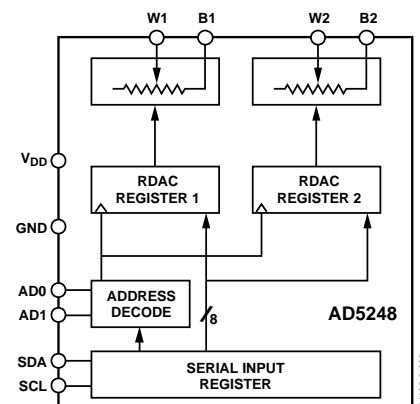 W1 B1 W2 B2
VDD
RDAC
REGISTER 1
RDAC
REGISTER 2
GND
AD0
AD1
ADDRESS
DECODE
8
AD5248
SDA
SCL
SERIAL INPUT
REGISTER